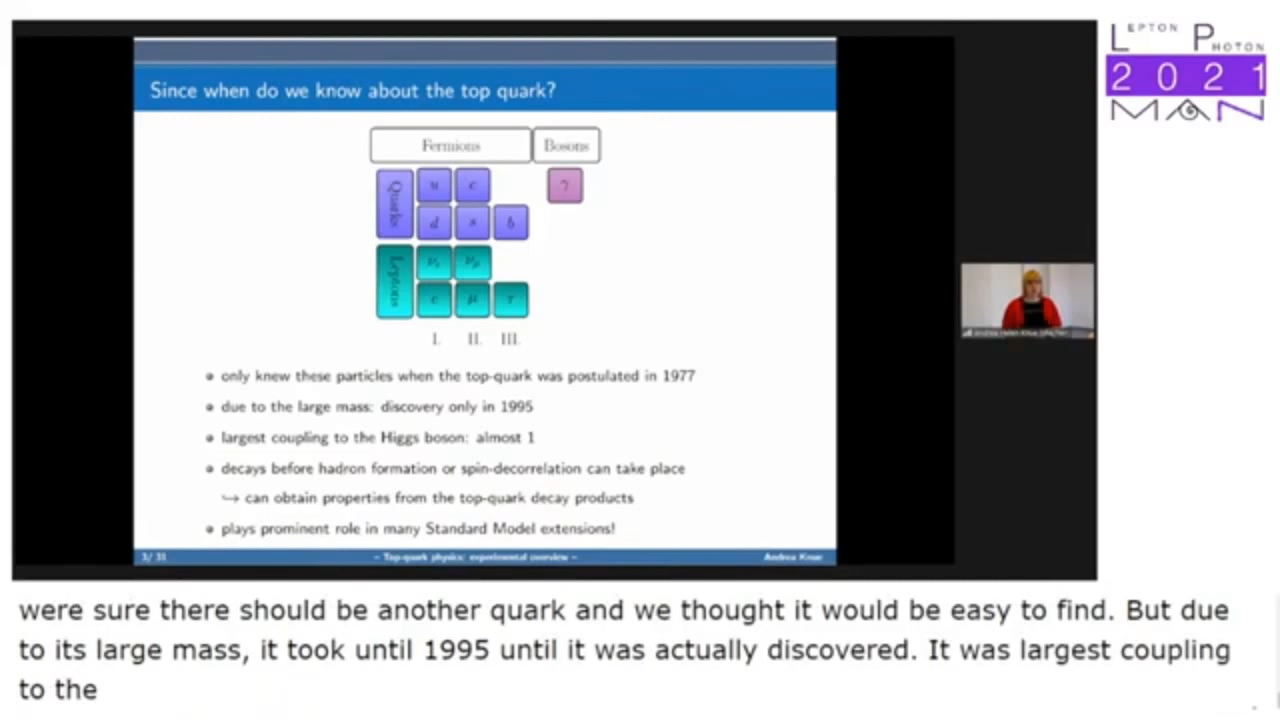 LEPTON PHOTON
2021
MAN
Since when do we know about the top quark?
Fermions Bosons
Quarks
u c γ
d s b
Leptons
νe νμ
e μ τ
I. II. III.
• only knew these particles when the top-quark was postulated in 1977
• due to the large mass: discovery only in 1995
• largest coupling to the Higgs boson: almost 1
• decays before hadron formation or spin-decorrelation can take place
↪ can obtain properties from the top-quark decay products
• plays prominent role in many Standard Model extensions!
3/ 31 – Top-quark physics: experimental overview – Andrea Knue
were sure there should be another quark and we thought it would be easy to find. But due
to its large mass, it took until 1995 until it was actually discovered. It was largest coupling
to the